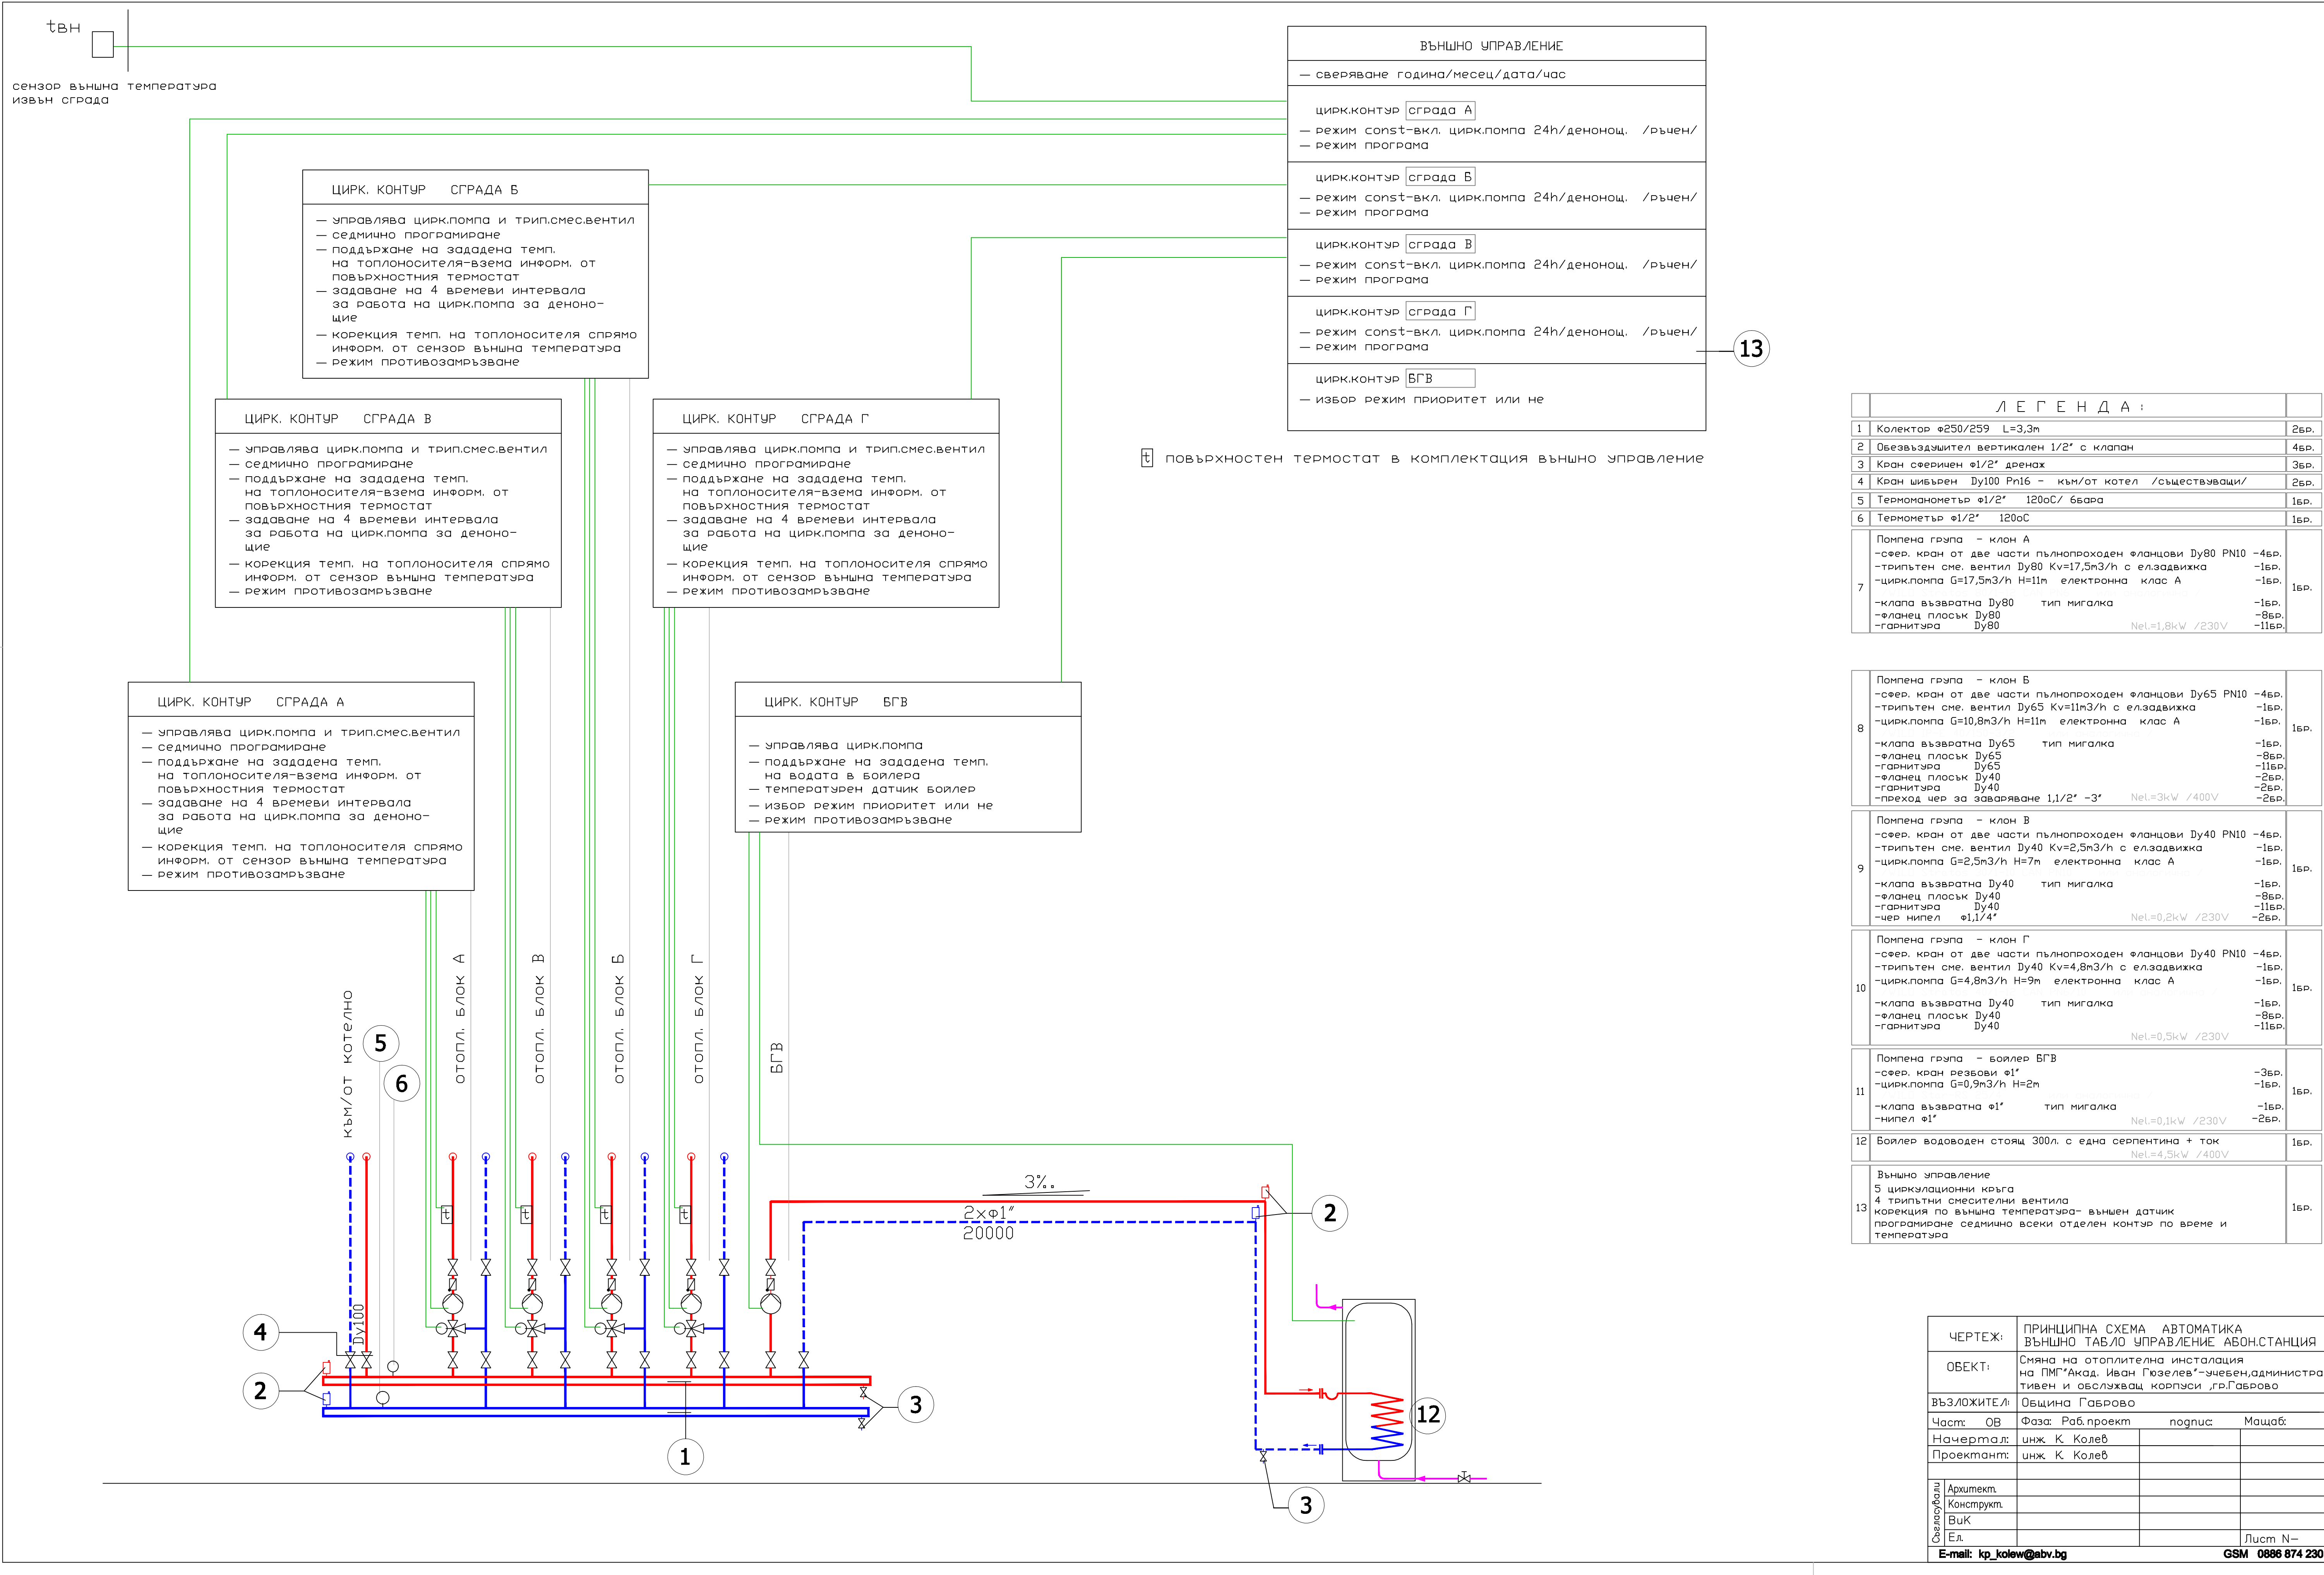 tвн
сензор външна температура
извън сграда
ВЪНШНО УПРАВЛЕНИЕ
— сверяване година/месец/дата/час
цирк.контур сграда А
— режим const-вкл. цирк.помпа 24h/денонощ. /ръчен/
— режим програма
цирк.контур сграда Б
— режим const-вкл. цирк.помпа 24h/денонощ. /ръчен/
— режим програма
цирк.контур сграда В
— режим const-вкл. цирк.помпа 24h/денонощ. /ръчен/
— режим програма
цирк.контур сграда Г
— режим const-вкл. цирк.помпа 24h/денонощ. /ръчен/
— режим програма
цирк.контур БГВ
— избор режим приоритет или не
13
t повърхностен термостат в комплектация външно управление
ЦИРК. КОНТУР СГРАДА Б
— управлява цирк.помпа и трип.смес.вентил
— седмично програмиране
— поддържане на зададена темп.
на топлоносителя-взема информ. от
повърхностния термостат
— задаване на 4 времеви интервала
за работа на цирк.помпа за деноно-
щие
— корекция темп. на топлоносителя спрямо
информ. от сензор външна температура
— режим противозамръзване
ЦИРК. КОНТУР СГРАДА В
— управлява цирк.помпа и трип.смес.вентил
— седмично програмиране
— поддържане на зададена темп.
на топлоносителя-взема информ. от
повърхностния термостат
— задаване на 4 времеви интервала
за работа на цирк.помпа за деноно-
щие
— корекция темп. на топлоносителя спрямо
информ. от сензор външна температура
— режим противозамръзване
ЦИРК. КОНТУР СГРАДА Г
— управлява цирк.помпа и трип.смес.вентил
— седмично програмиране
— поддържане на зададена темп.
на топлоносителя-взема информ. от
повърхностния термостат
— задаване на 4 времеви интервала
за работа на цирк.помпа за деноно-
щие
— корекция темп. на топлоносителя спрямо
информ. от сензор външна температура
— режим противозамръзване
ЦИРК. КОНТУР СГРАДА А
— управлява цирк.помпа и трип.смес.вентил
— седмично програмиране
— поддържане на зададена темп.
на топлоносителя-взема информ. от
повърхностния термостат
— задаване на 4 времеви интервала
за работа на цирк.помпа за деноно-
щие
— корекция темп. на топлоносителя спрямо
информ. от сензор външна температура
— режим противозамръзване
ЦИРК. КОНТУР БГВ
— управлява цирк.помпа
— поддържане на зададена темп.
на водата в бойлера
— температурен датчик бойлер
— избор режим приоритет или не
— режим противозамръзване
към/от котелно
5
6
отопл. БЛОК А
отопл. БЛОК В
отопл. БЛОК Б
отопл. БЛОК Г
БГВ
t
t
t
t
3‰
2xф1"
20000
2
4
Dy100
2
3
1
12
3
ЛЕГЕНДА:
1 Колектор ф250/259 L=3,3m 2бр.
2 Обезвъздушител вертикален 1/2" с клапан 4бр.
3 Кран сферичен ф1/2" дренаж 3бр.
4 Кран шибърен Dy100 Pn16 - към/от котел /съществуващи/ 2бр.
5 Термоманометър ф1/2" 120oC/ 6бара 1бр.
6 Термометър ф1/2" 120oC 1бр.
Помпена група - клон А
-сфер. кран от две части пълнопроходен фланцови Dy80 PN10 -4бр.
-трипътен сме. вентил Dy80 Kv=17,5m3/h с ел.задвижка -1бр.
-цирк.помпа G=17,5m3/h H=11m електронна клас А -1бр.
7 1бр.
-клапа възвратна Dy80 тип мигалка -1бр.
-фланец плосък Dy80 -8бр.
-гарнитура Dy80 Nel.=1,8kW /230V -11бр.
Помпена група - клон Б
-сфер. кран от две части пълнопроходен фланцови Dy65 PN10 -4бр.
-трипътен сме. вентил Dy65 Kv=11m3/h с ел.задвижка -1бр.
-цирк.помпа G=10,8m3/h H=11m електронна клас А -1бр.
8 1бр.
-клапа възвратна Dy65 тип мигалка -1бр.
-фланец плосък Dy65 -8бр.
-гарнитура Dy65 -11бр.
-фланец плосък Dy40 -2бр.
-гарнитура Dy40 -2бр.
-преход чер за заваряване 1,1/2" -3" Nel.=3kW /400V -2бр.
Помпена група - клон В
-сфер. кран от две части пълнопроходен фланцови Dy40 PN10 -4бр.
-трипътен сме. вентил Dy40 Kv=2,5m3/h с ел.задвижка -1бр.
-цирк.помпа G=2,5m3/h H=7m електронна клас А -1бр.
9 1бр.
-клапа възвратна Dy40 тип мигалка -1бр.
-фланец плосък Dy40 -8бр.
-гарнитура Dy40 -11бр.
-чер нипел ф1,1/4" Nel.=0,2kW /230V -2бр.
Помпена група - клон Г
-сфер. кран от две части пълнопроходен фланцови Dy40 PN10 -4бр.
-трипътен сме. вентил Dy40 Kv=4,8m3/h с ел.задвижка -1бр.
-цирк.помпа G=4,8m3/h H=9m електронна клас А -1бр.
10 1бр.
-клапа възвратна Dy40 тип мигалка -1бр.
-фланец плосък Dy40 -8бр.
-гарнитура Dy40 -11бр.
Nel.=0,5kW /230V
Помпена група - бойлер БГВ
-сфер. кран резбови ф1" -3бр.
-цирк.помпа G=0,9m3/h H=2m -1бр.
11 1бр.
-клапа възвратна ф1" тип мигалка -1бр.
-нипел ф1" Nel.=0,1kW /230V -2бр.
12 Бойлер водоводен стоящ 300л. с една серпентина + ток 1бр.
Nel.=4,5kW /400V
Външно управление
5 циркулационни кръга
4 трипътни смесителни вентила
13 корекция по външна температура- външен датчик 1бр.
програмиране седмично всеки отделен контур по време и
температура
ЧЕРТЕЖ: ПРИНЦИПНА СХЕМА АВТОМАТИКА
ВЪНШНО ТАБЛО УПРАВЛЕНИЕ АБОН.СТАНЦИЯ
ОБЕКТ: Смяна на отоплителна инсталация
на ПМГ"Акад. Иван Гюзелев"-учебен,администра
тивен и обслужващ корпуси ,гр.Габрово
ВЪЗЛОЖИТЕЛ: Община Габрово
Част: ОВ Фаза: Раб. проект подпис: Мащаб:
Начертал: инж. К. Колев
Проектант: инж. К. Колев
Съгласували
Архитект.
Конструкт.
ВиК
Ел. Лист N-
E-mail: kp_kolew@abv.bg GSM 0886 874 230